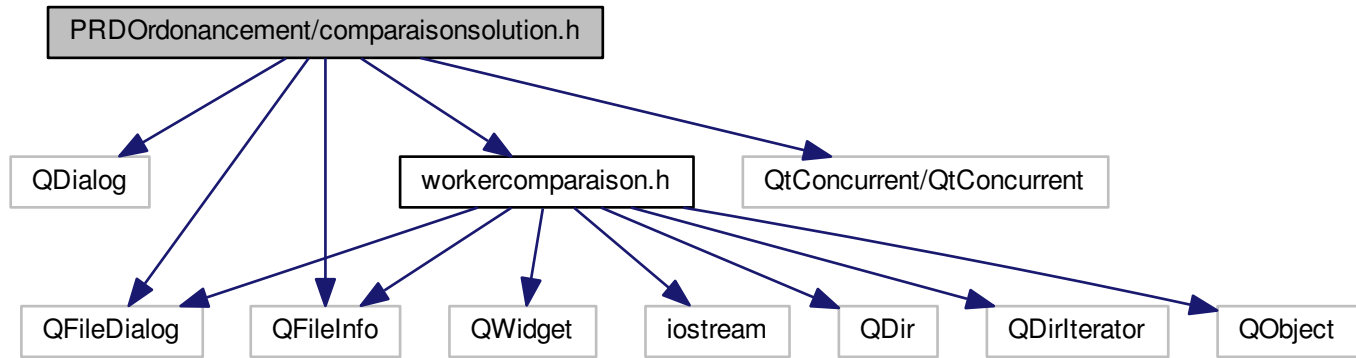 PRDOrdonancement/comparaisonsolution.h
QDialog
workercomparaison.h
QtConcurrent/QtConcurrent
QFileDialog
QFileInfo
QWidget
iostream
QDir
QDirIterator
QObject